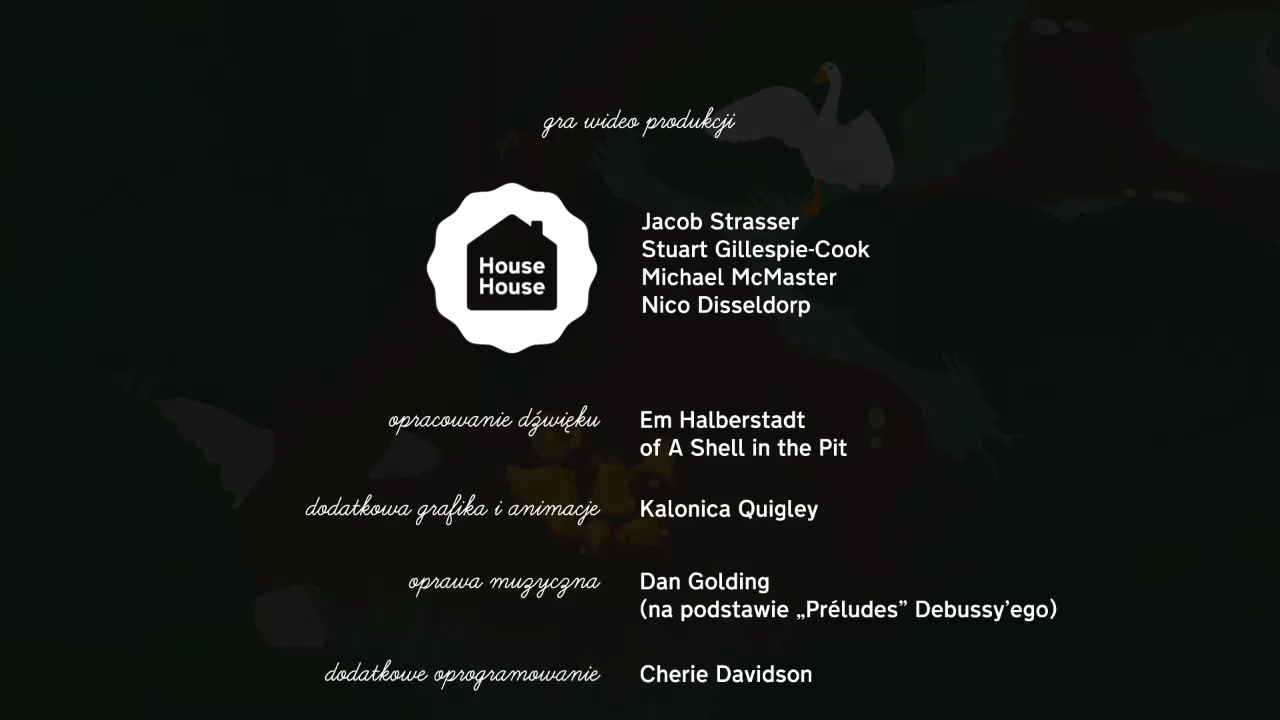 gra wideo produkcji
House
House
Jacob Strasser
Stuart Gillespie-Cook
Michael McMaster
Nico Disseldorp
opracowanie dźwięku
Em Halberstadt
of A Shell in the Pit
dodatkowa grafika i animacje
Kalonica Quigley
oprawa muzyczna
Dan Golding
(na podstawie „Préludes” Debussy’ego)
dodatkowe oprogramowanie
Cherie Davidson